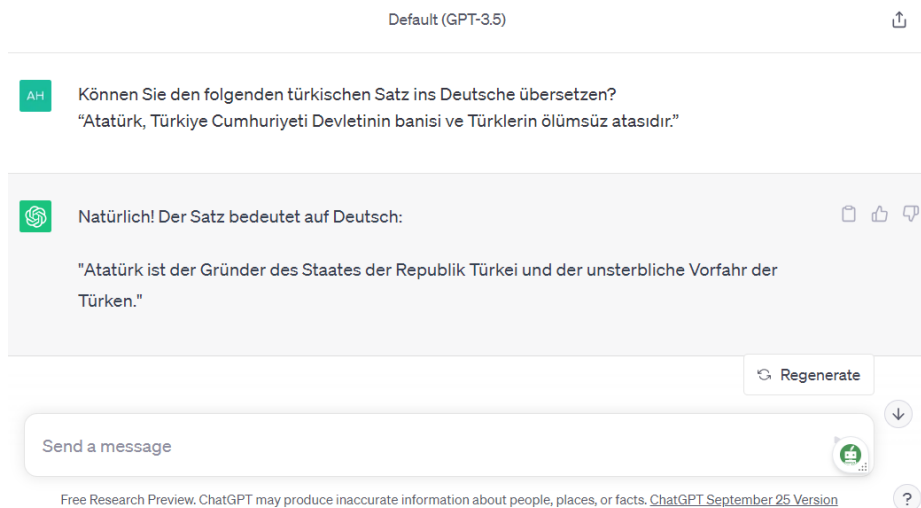 Default (GPT-3.5)
AH
Können Sie den folgenden türkischen Satz ins Deutsche übersetzen?
“Atatürk, Türkiye Cumhuriyeti Devletinin banisi ve Türklerin ölümsüz atasıdır.”
Natürlich! Der Satz bedeutet auf Deutsch:
"Atatürk ist der Gründer des Staates der Republik Türkei und der unsterbliche Vorfahr der
Türken."
Regenerate
Send a message
Free Research Preview. ChatGPT may produce inaccurate information about people, places, or facts. ChatGPT September 25 Version
?